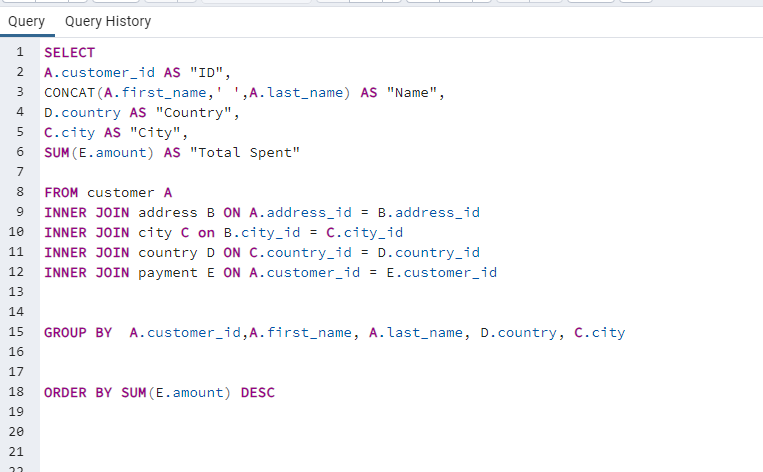 Query Query History
1 SELECT
2 A.customer_id AS "ID",
3 CONCAT(A.first_name,' ',A.last_name) AS "Name",
4 D.country AS "Country",
5 C.city AS "City",
6 SUM(E.amount) AS "Total Spent"
7
8 FROM customer A
9 INNER JOIN address B ON A.address_id = B.address_id
10 INNER JOIN city C on B.city_id = C.city_id
11 INNER JOIN country D ON C.country_id = D.country_id
12 INNER JOIN payment E ON A.customer_id = E.customer_id
13
14
15 GROUP BY  A.customer_id,A.first_name, A.last_name, D.country, C.city
16
17
18 ORDER BY SUM(E.amount) DESC
19
20
21
22